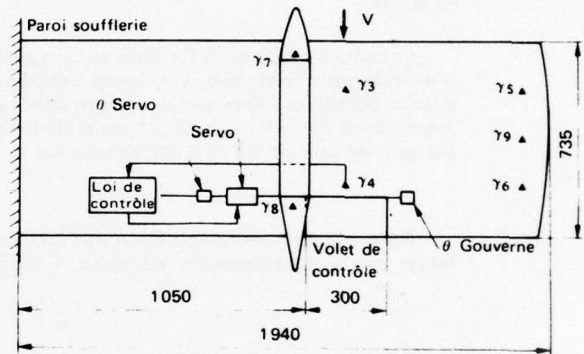 Paroi soufflerie
V
γ7
γ3
γ5
θ Servo
Servo
γ9
735
Loi de
contrôle
γ4
γ6
γ8
θ Gouverne
Volet de
contrôle
1050
300
1940